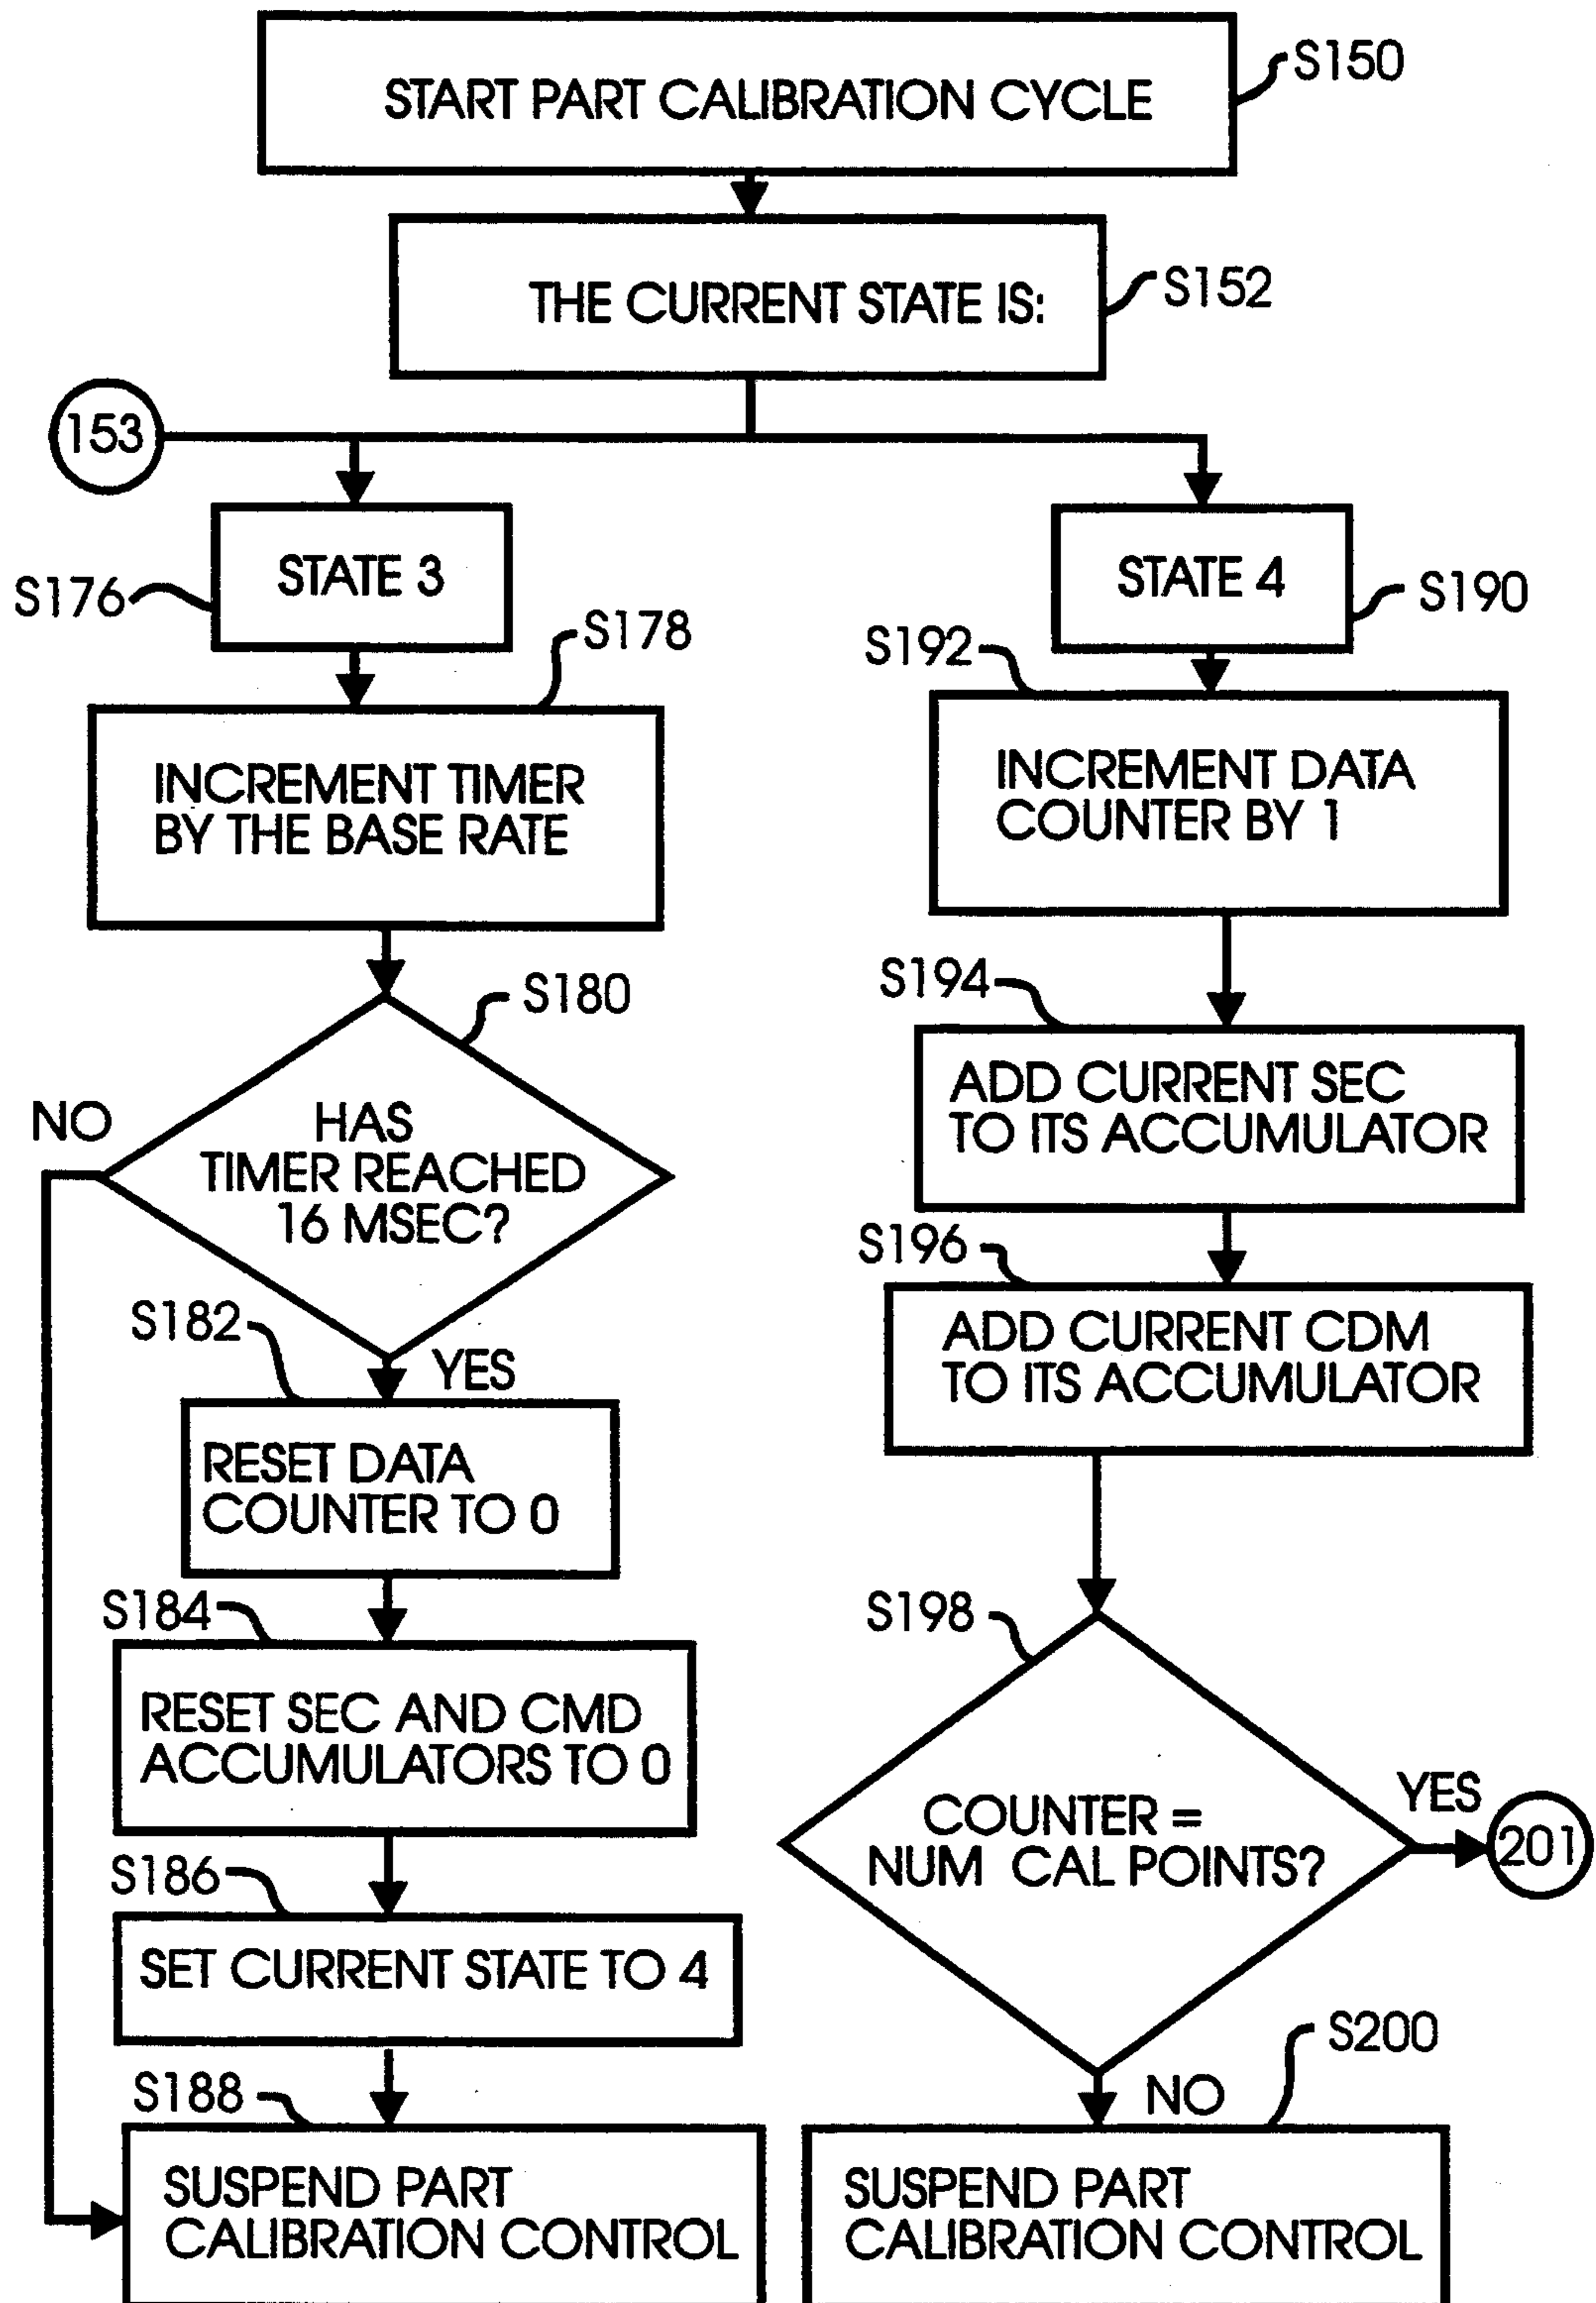 START PART CALIBRATION CYCLE
S150
THE CURRENT STATE IS:
S152
153
STATE 3
S176
S178
INCREMENT TIMER
BY THE BASE RATE
S180
HAS
TIMER REACHED
16 MSEC?
NO
YES
S182
RESET DATA
COUNTER TO 0
S184
RESET SEC AND CMD
ACCUMULATORS TO 0
S186
SET CURRENT STATE TO 4
S188
SUSPEND PART
CALIBRATION CONTROL
STATE 4
S190
S192
INCREMENT DATA
COUNTER BY 1
S194
ADD CURRENT SEC
TO ITS ACCUMULATOR
S196
ADD CURRENT CDM
TO ITS ACCUMULATOR
S198
COUNTER =
NUM CAL POINTS?
YES
201
NO
S200
SUSPEND PART
CALIBRATION CONTROL